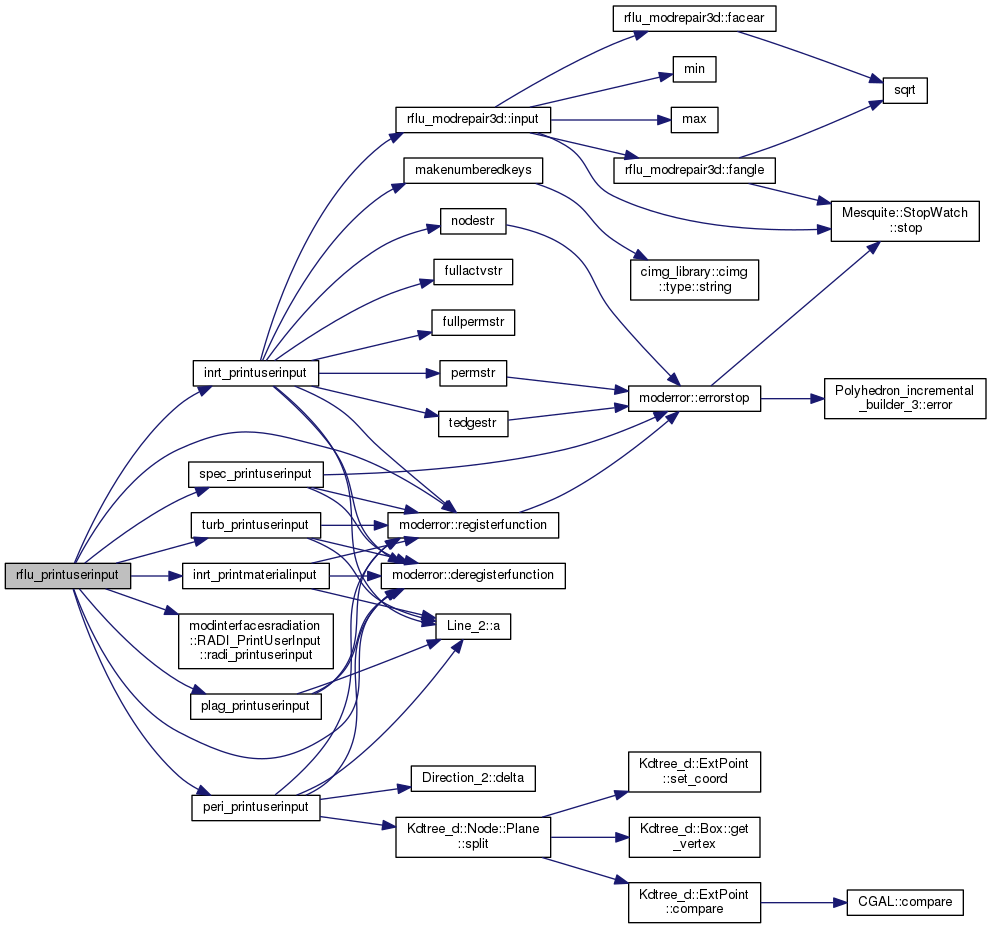 rflu_modrepair3d::facear
min
sqrt
rflu_modrepair3d::input
max
makenumberedkeys
rflu_modrepair3d::fangle
nodestr
Mesquite::StopWatch
::stop
fullactvstr
cimg_library::cimg
::type::string
fullpermstr
inrt_printuserinput
permstr
moderror::errorstop
Polyhedron_incremental
_builder_3::error
tedgestr
spec_printuserinput
turb_printuserinput
moderror::registerfunction
rflu_printuserinput
inrt_printmaterialinput
moderror::deregisterfunction
modinterfacesradiation
::RADI_PrintUserInput
::radi_printuserinput
Line_2::a
plag_printuserinput
Direction_2::delta
Kdtree_d::ExtPoint
::set_coord
peri_printuserinput
Kdtree_d::Node::Plane
::split
Kdtree_d::Box::get
_vertex
Kdtree_d::ExtPoint
::compare
CGAL::compare